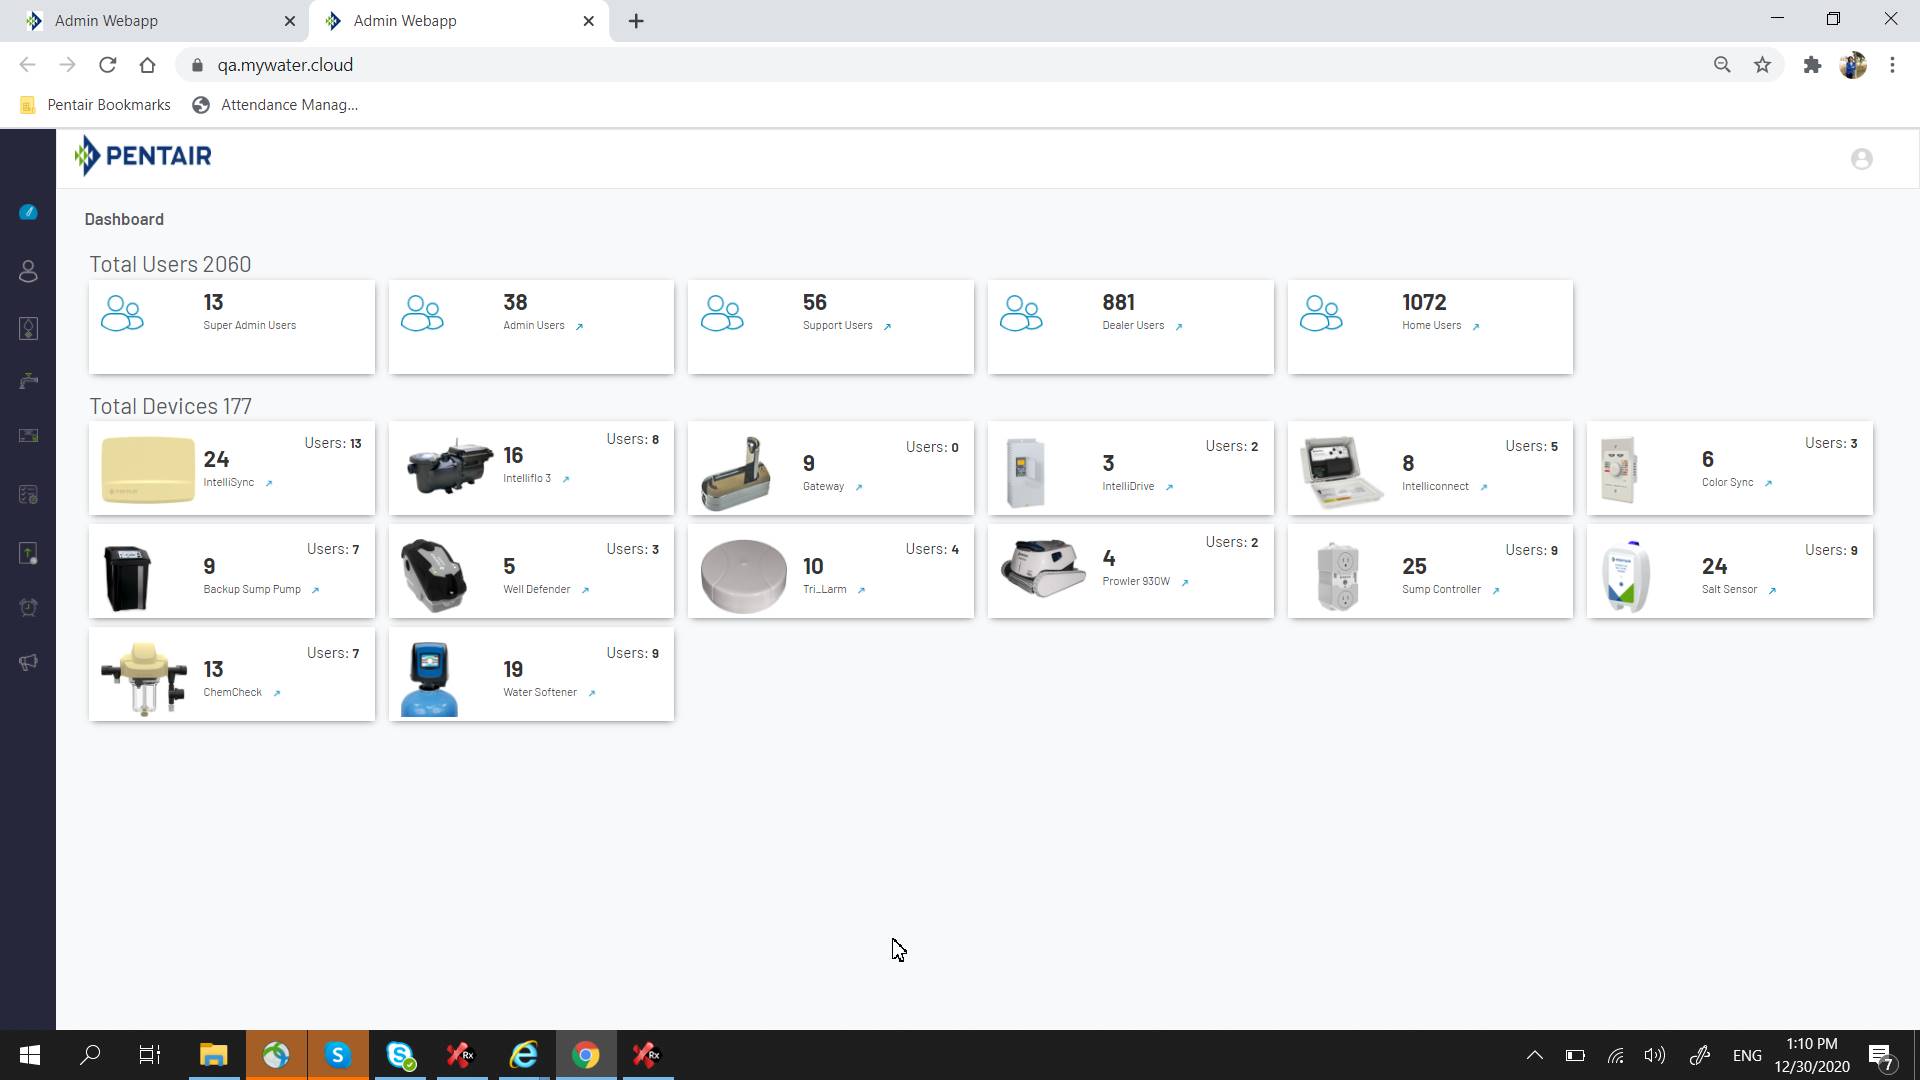 Admin Webapp
Admin Webapp
qa.mywater.cloud
Pentair Bookmarks
Attendance Manag...
PENTAIR
Dashboard
Total Users 2060
13
Super Admin Users
38
Admin Users
56
Support Users
881
Dealer Users
1072
Home Users
Total Devices 177
24
IntelliSync
Users: 13
16
Intelliflo 3
Users: 8
9
Gateway
Users: 0
3
IntelliDrive
Users: 2
8
Intelliconnect
Users: 5
6
Color Sync
Users: 3
9
Backup Sump Pump
Users: 7
5
Well Defender
Users: 3
10
Tri_Larm
Users: 4
4
Prowler 930W
Users: 2
25
Sump Controller
Users: 9
24
Salt Sensor
Users: 9
13
ChemCheck
Users: 7
19
Water Softener
Users: 9
S
Rx
Rx
ENG
1:10 PM
12/30/2020
7